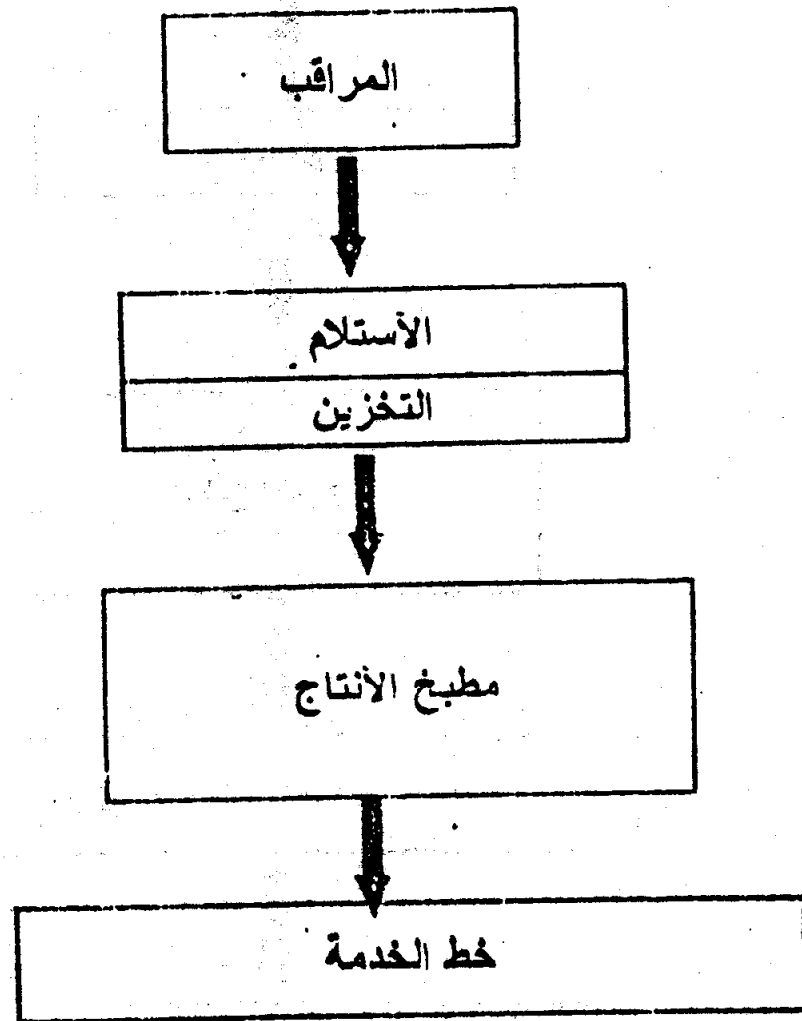 المراقب
الأستلام
التخزين
مطبخ الأنتاج
خط الخدمة